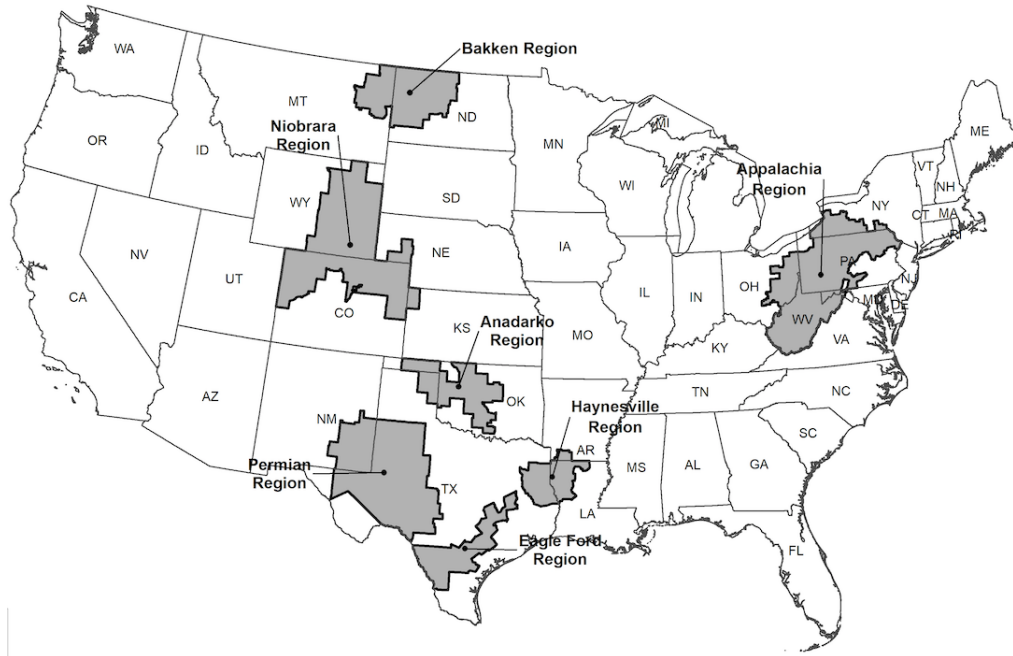 Bakken Region
WA
MT
ND
Niobrara
Region
OR
ID
MN
MI
ME
Appalachia
Region
VT
NH
WI
WY
SD
NY
CT
MA
RI
NE
IA
NV
UT
PA
NJ
OH
IL
IN
CA
CO
MD
DE
WV
KS
Anadarko
Region
MO
KY
VA
AZ
OK
TN
NC
NM
Haynesville
Region
AR
SC
Permian
Region
MS
AL
GA
TX
LA
Eagle Ford
Region
FL